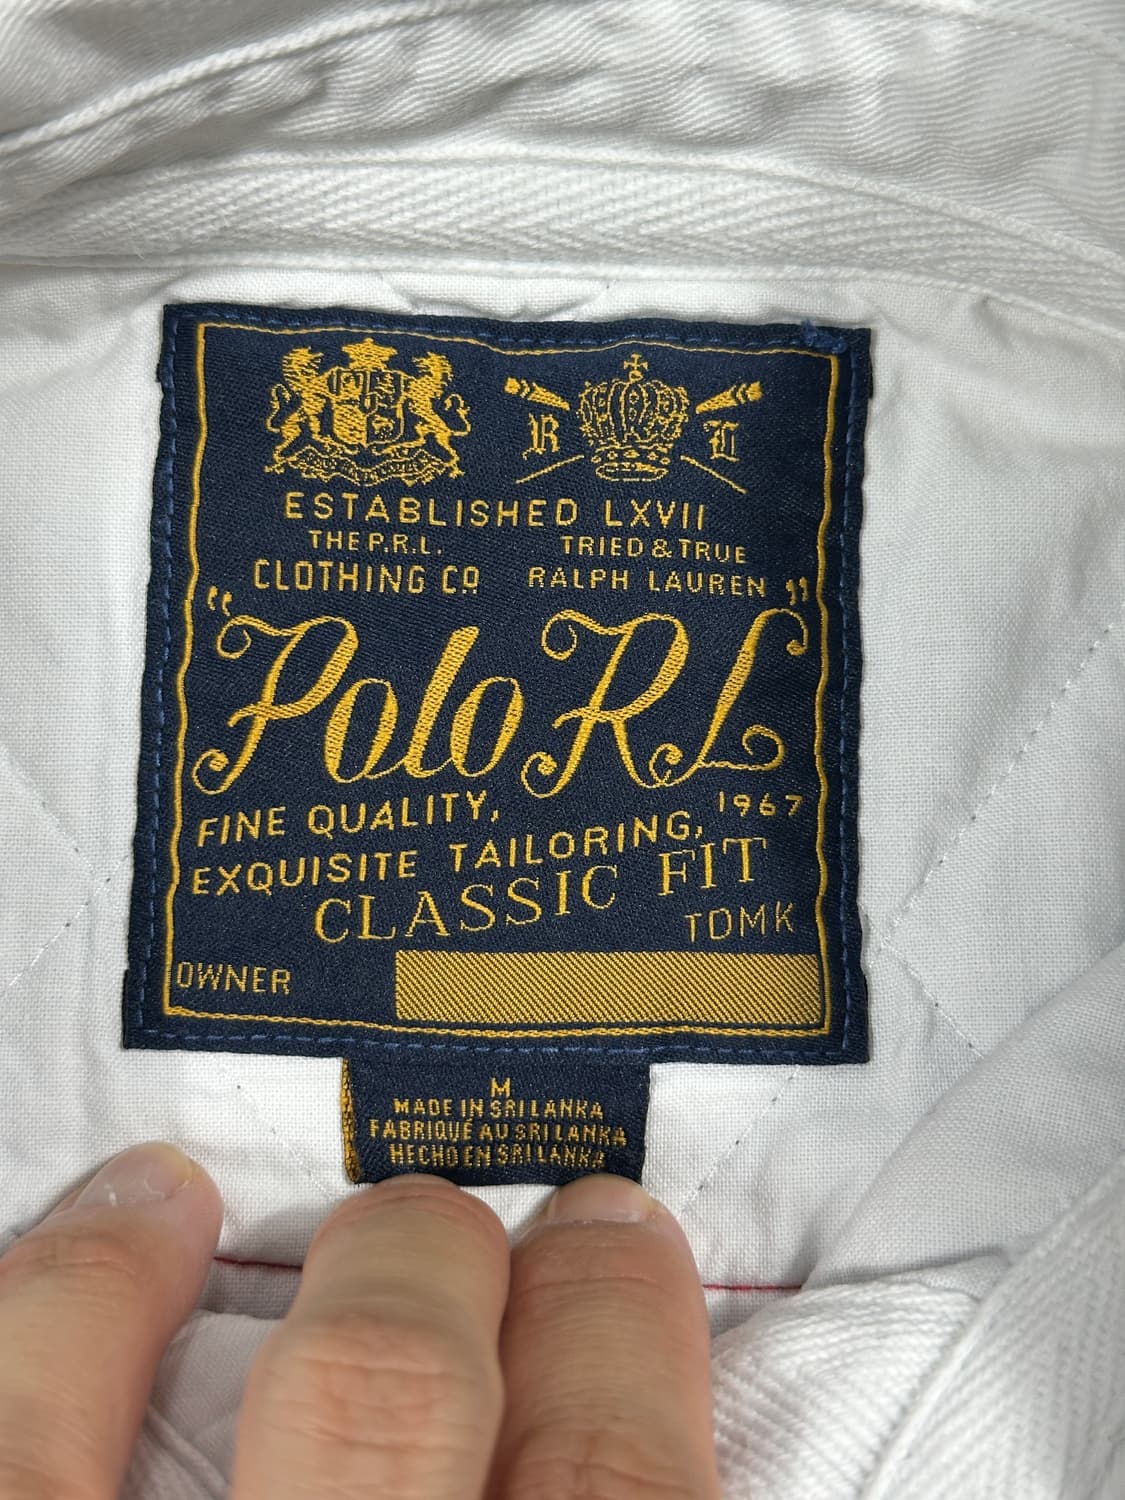 R L
ESTABLISHED LXVII
THE P.R.L. TRIED & TRUE
CLOTHING CO RALPH LAUREN
"Polo RL"
FINE QUALITY, 1967
EXQUISITE TAILORING,
CLASSIC FIT
TDMK
OWNER
M
MADE IN SRI LANKA
FABRIQUÉ AU SRI LANKA
HECHO EN SRI LANKA